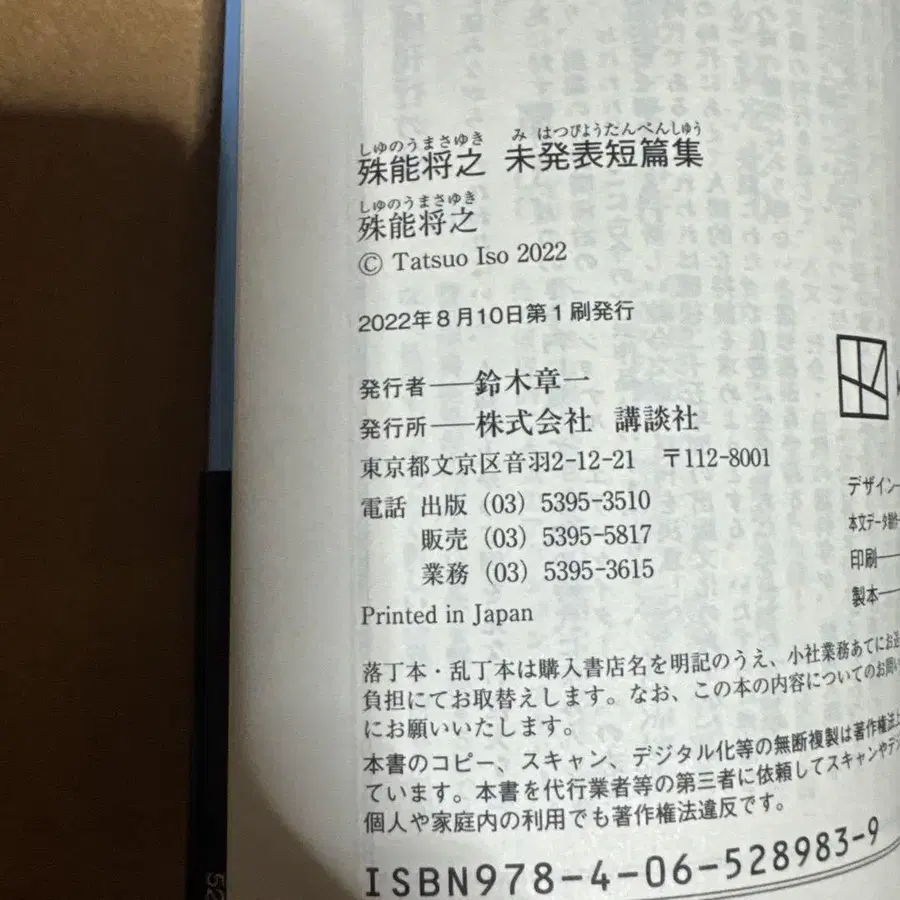 しゅのうまさゆき み はつぴょうたんぺんしゅう
殊能将之 未発表短篇集
しゅのうまさゆき
殊能将之
© Tatsuo Iso 2022
2022年8月10日第1刷発行
発行者――鈴木章一
発行所――株式会社 講談社
東京都文京区音羽2-12-21 〒112-8001
電話 出版 (03) 5395-3510
販売 (03) 5395-5817
業務 (03) 5395-3615
Printed in Japan
デザイン―
本文データ制作―
印刷――
製本――
落丁本・乱丁本は購入書店名を明記のうえ、小社業務あてにお送
負担にてお取替えします。なお、この本の内容についてのお問い
にお願いいたします。
本書のコピー、スキャン、デジタル化等の無断複製は著作権法上
ています。本書を代行業者等の第三者に依頼してスキャンやデジ
個人や家庭内の利用でも著作権法違反です。
ISBN978-4-06-528983-9